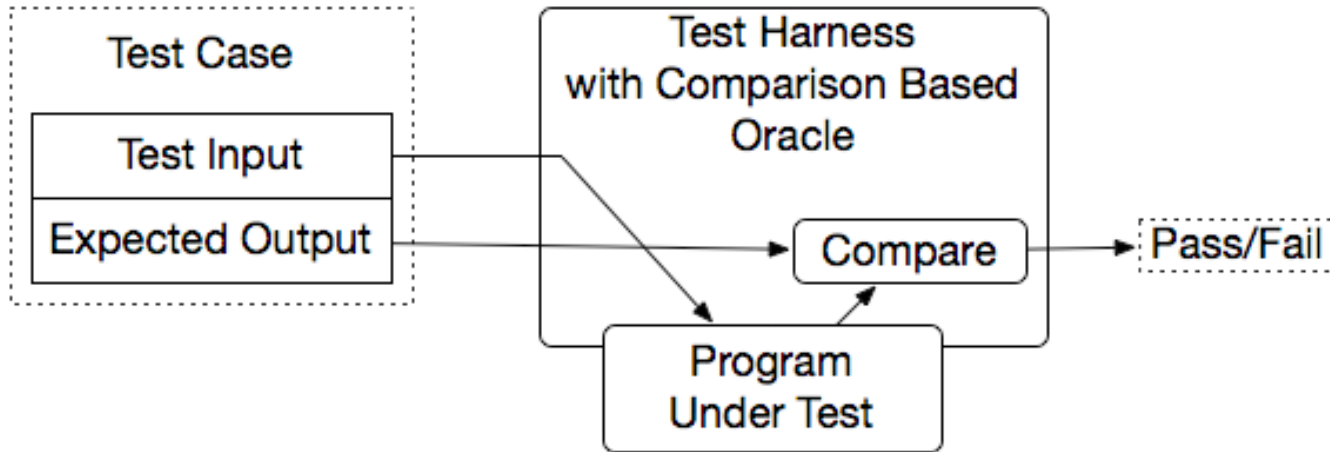 Test Case
Test Input
Expected Output
Test Harness
with Comparison Based
Oracle
Compare
Pass/Fail
Program
Under Test